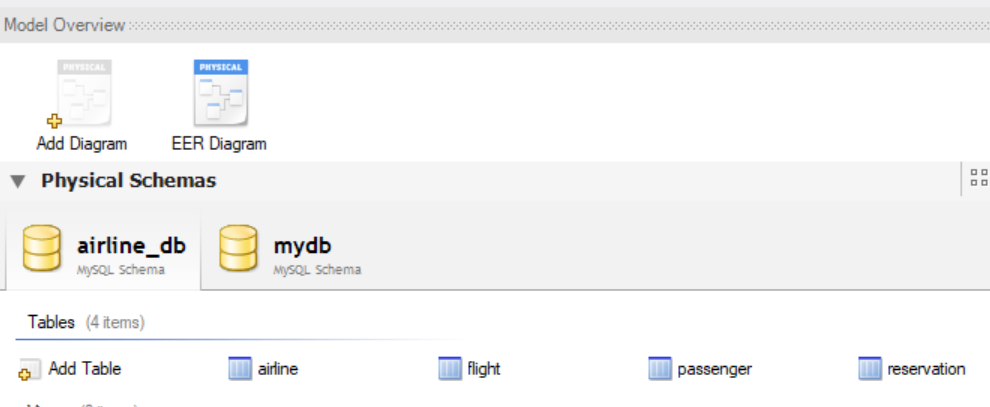 Model Overview
PHYSICAL
PHYSICAL
Add Diagram
EER Diagram
Physical Schemas
airline_db
MySQL Schema
mydb
MySQL Schema
Tables (4 items)
Add Table
airline
flight
passenger
reservation